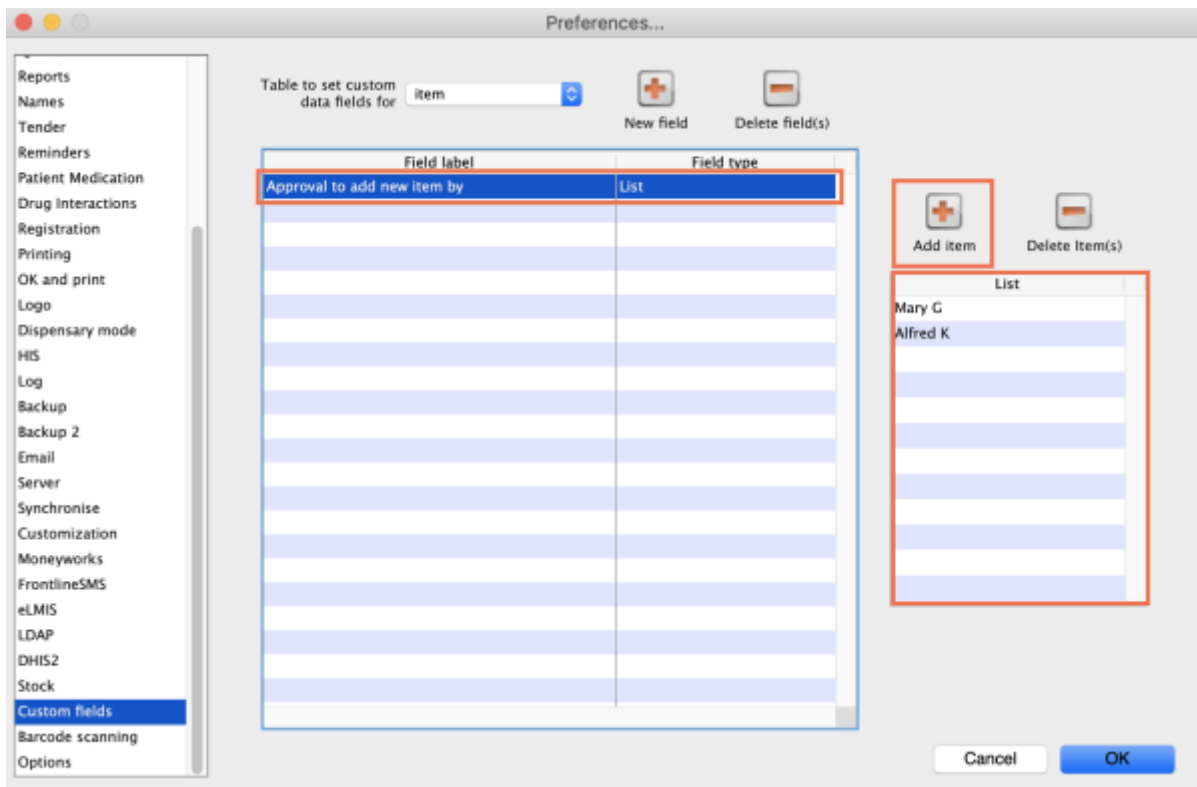 Preferences...
Reports
Names
Tender
Reminders
Patient Medication
Drug Interactions
Registration
Printing
OK and print
Logo
Dispensary mode
HIS
Log
Backup
Backup 2
Email
Server
Synchronise
Customization
Moneyworks
FrontlineSMS
eLMIS
LDAP
DHIS2
Stock
Custom fields
Barcode scanning
Options
Table to set custom
data fields for
item
New field
Delete field(s)
Field label
Field type
Approval to add new item by
List
Add item
Delete Item(s)
List
Mary G
Alfred K
Cancel
OK